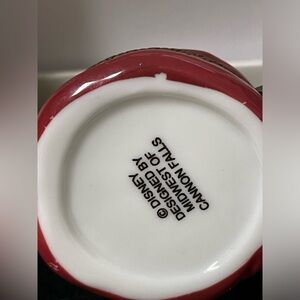 © DISNEY
DESIGNED BY
MIDWEST OF
CANNON FALLS